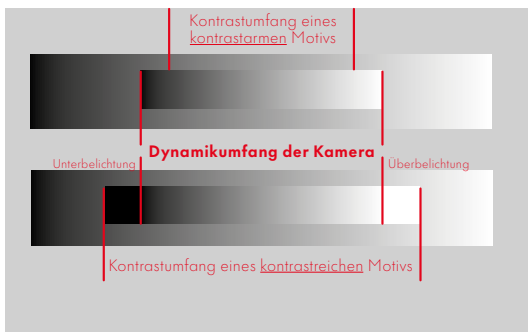 Kontrastumfang eines
kontrastarmen Motivs
Dynamikumfang der Kamera
Unterbelichtung
Überbelichtung
Kontrastumfang eines kontrastreichen Motivs